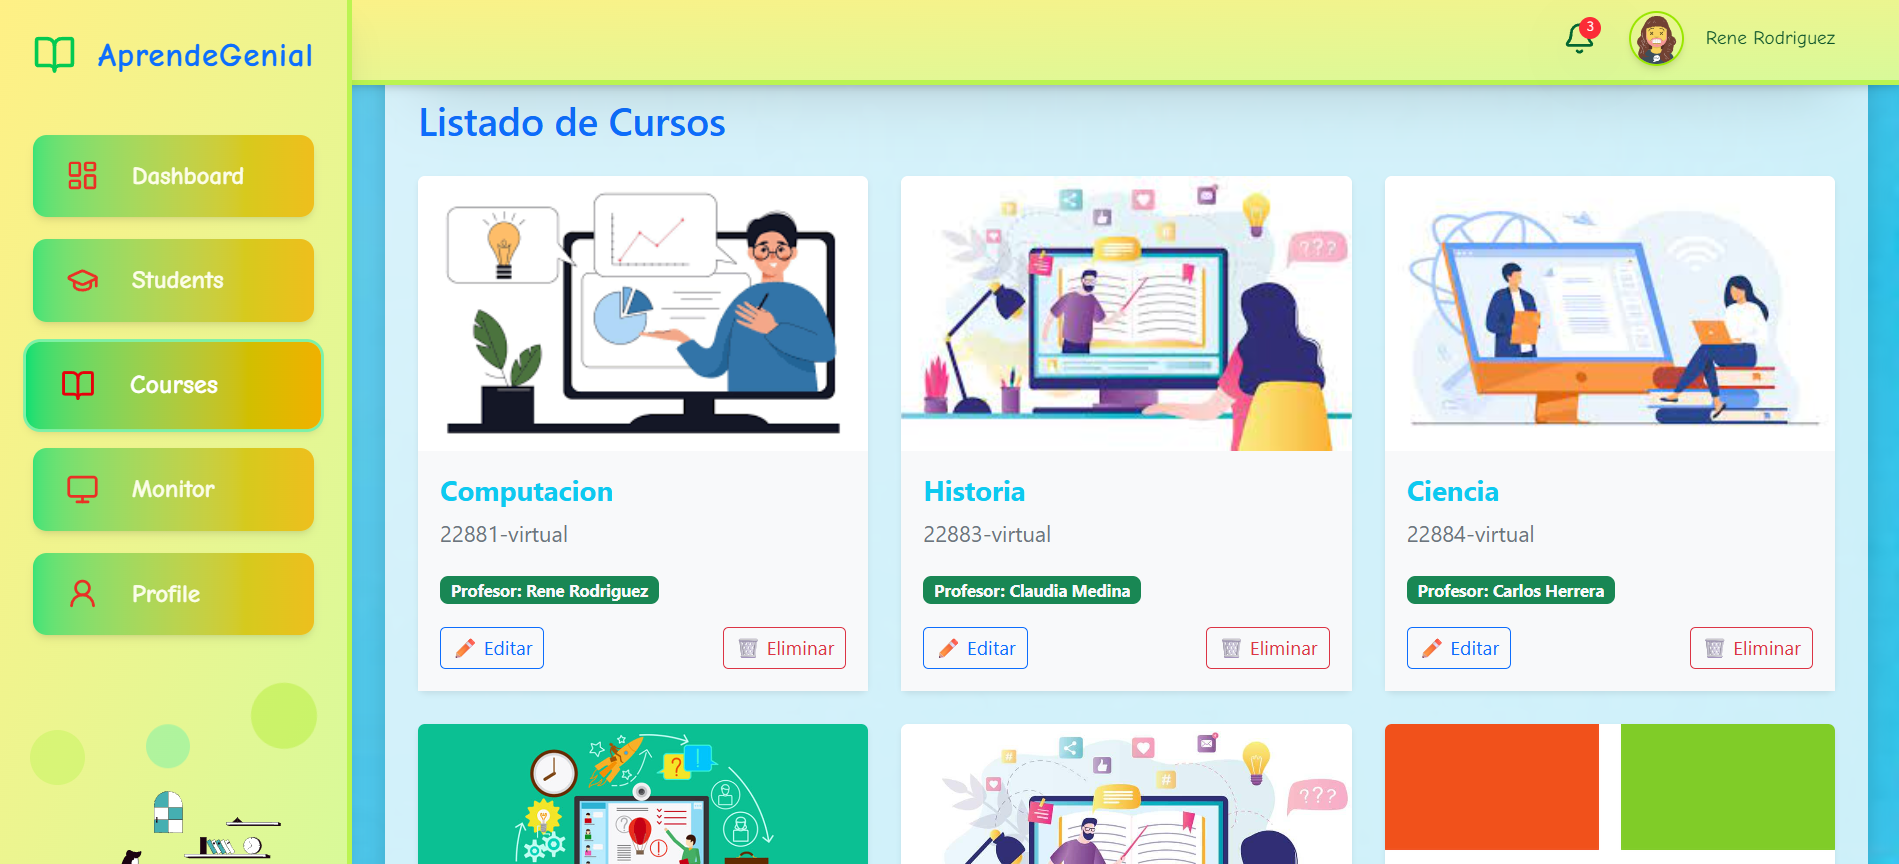 AprendeGenial
3
Rene Rodriguez
Dashboard
Students
Courses
Monitor
Profile
Listado de Cursos
???
Computacion
22881-virtual
Profesor: Rene Rodriguez
Editar
Eliminar
Historia
22883-virtual
Profesor: Claudia Medina
Editar
Eliminar
Ciencia
22884-virtual
Profesor: Carlos Herrera
Editar
Eliminar
? !
???